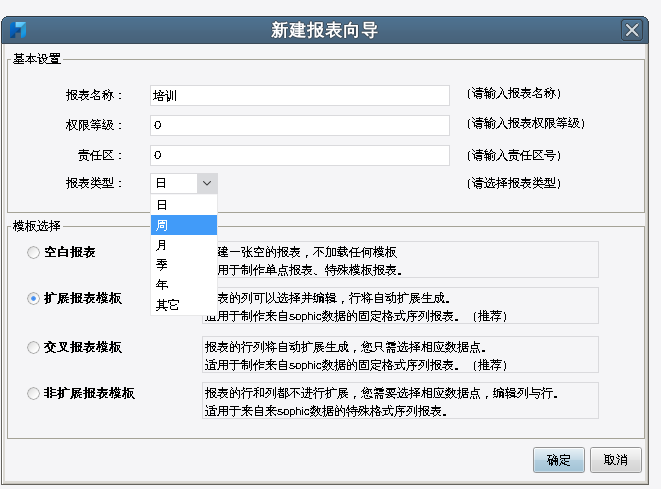 新建报表向导
基本设置
报表名称： 培训 （请输入报表名称）
权限等级： 0 （请输入报表权限等级）
责任区： 0 （请输入责任区号）
报表类型： 日 （请选择报表类型）
日
周
月
季
年
其它
模板选择
空白报表
建一张空的报表，不加载任何模板
用于制作单点报表、特殊模板报表。
扩展报表模板
表的列可以选择并编辑，行将自动扩展生成。
适用于制作来自sophic数据的固定格式序列报表。（推荐）
交叉报表模板
报表的行列将自动扩展生成，您只需选择相应数据点。
适用于制作来自sophic数据的固定格式序列报表。（推荐）
非扩展报表模板
报表的行和列都不进行扩展，您需要选择相应数据点，编辑列与行。
适用于来自来sophic数据的特殊格式序列报表。
确定 取消